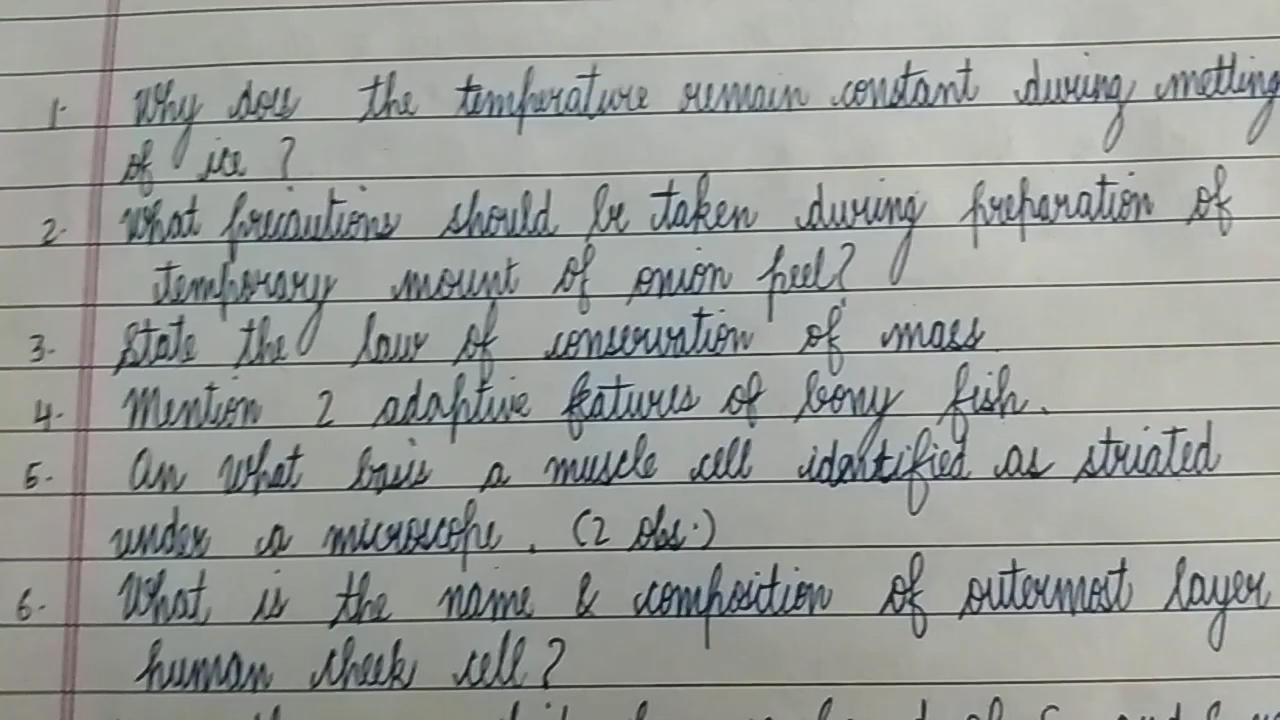 1. Why does the temperature remain constant during melting
of ice ?
2. What precautions should be taken during preparation of
temporary mount of onion peel?
3. State the law of conservation of mass
4. Mention 2 adaptive features of bony fish.
5. On what basis a muscle cell identified as striated
under a microscope. (2 obs.)
6. What is the name & composition of outermost layer
human cheek cell?